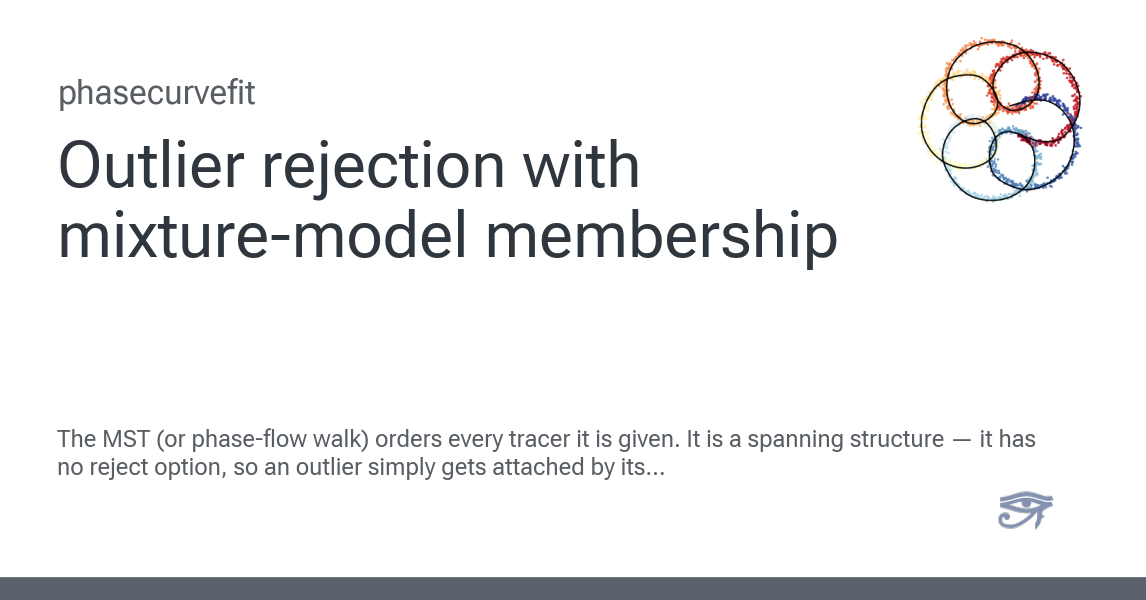 phasecurvefit
Outlier rejection with
mixture-model membership
The MST (or phase-flow walk) orders every tracer it is given. It is a spanning structure — it has
no reject option, so an outlier simply gets attached by its...